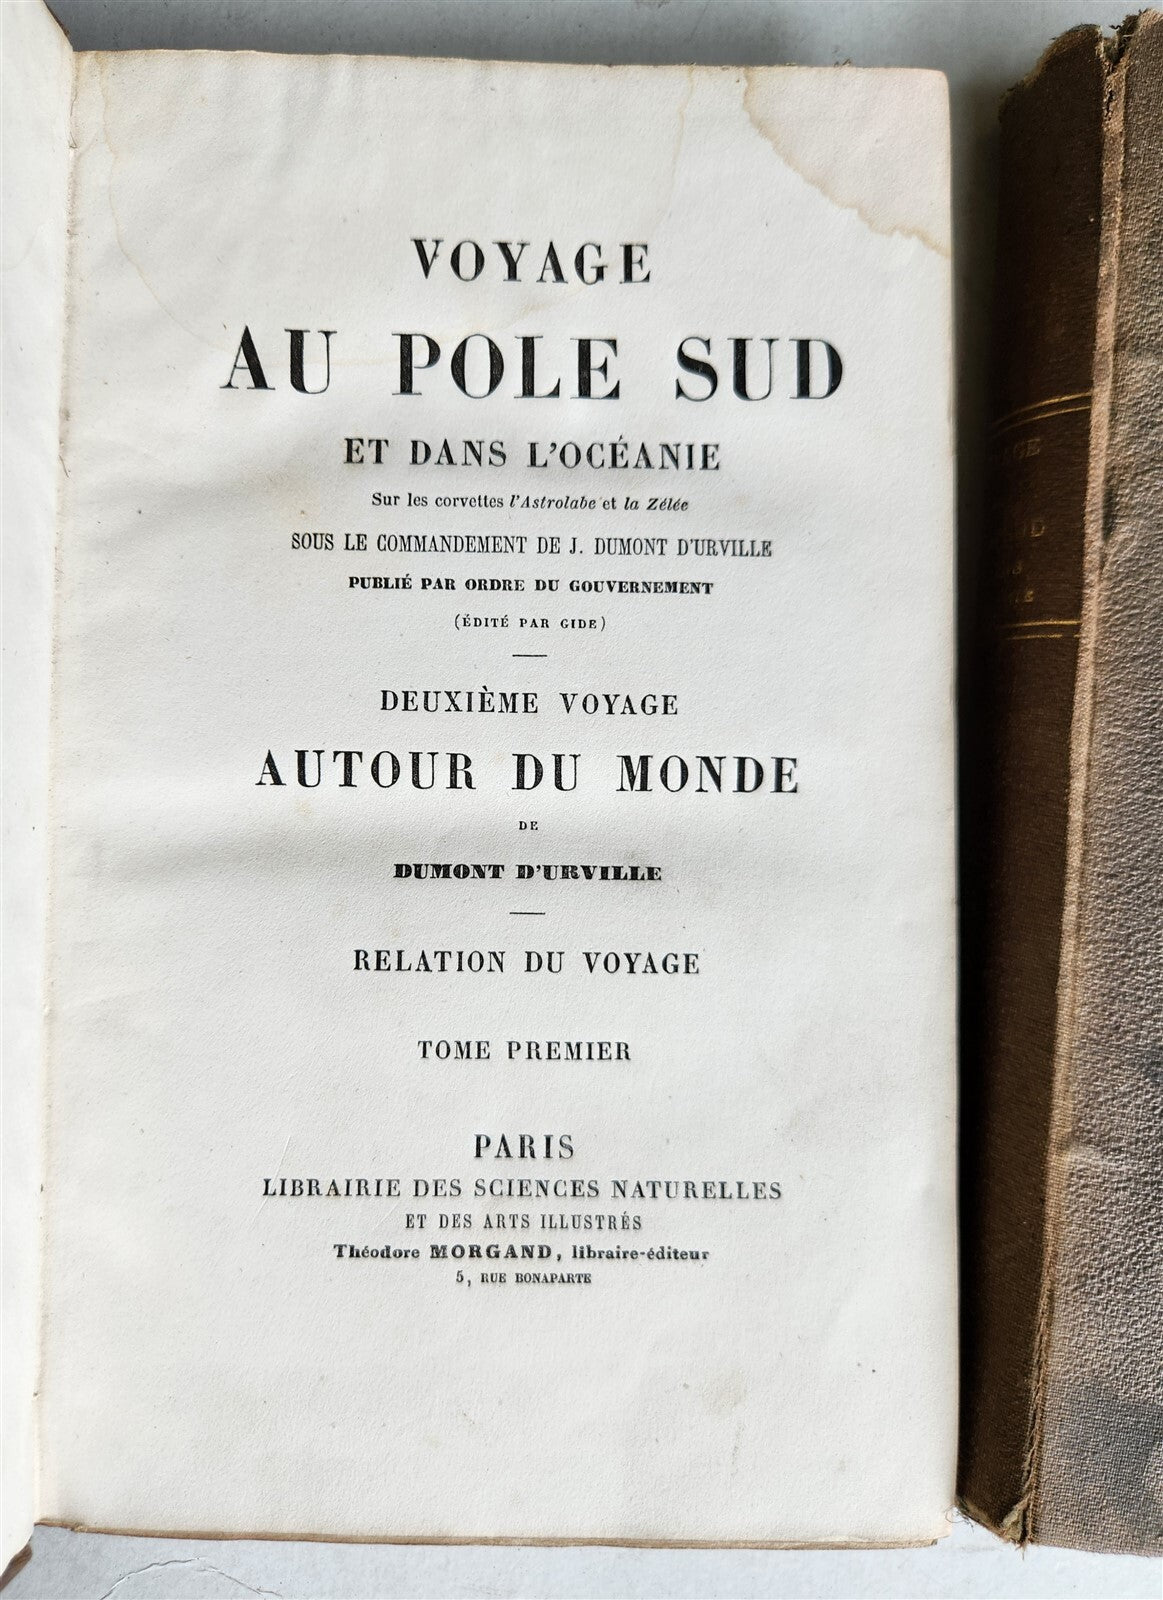 VOYAGE
AU POLE SUD
ET DANS L'OCÉANIE
Sur les corvettes l'Astrolabe et la Zélée
SOUS LE COMMANDEMENT DE J. DUMONT D'URVILLE
PUBLIÉ PAR ORDRE DU GOUVERNEMENT
(ÉDITÉ PAR GIDE)
DEUXIÈME VOYAGE
AUTOUR DU MONDE
DE
DUMONT D'URVILLE
RELATION DU VOYAGE
TOME PREMIER
PARIS
LIBRAIRIE DES SCIENCES NATURELLES
ET DES ARTS ILLUSTRÉS
Théodore MORGAND, libraire-éditeur
5, RUE BONAPARTE